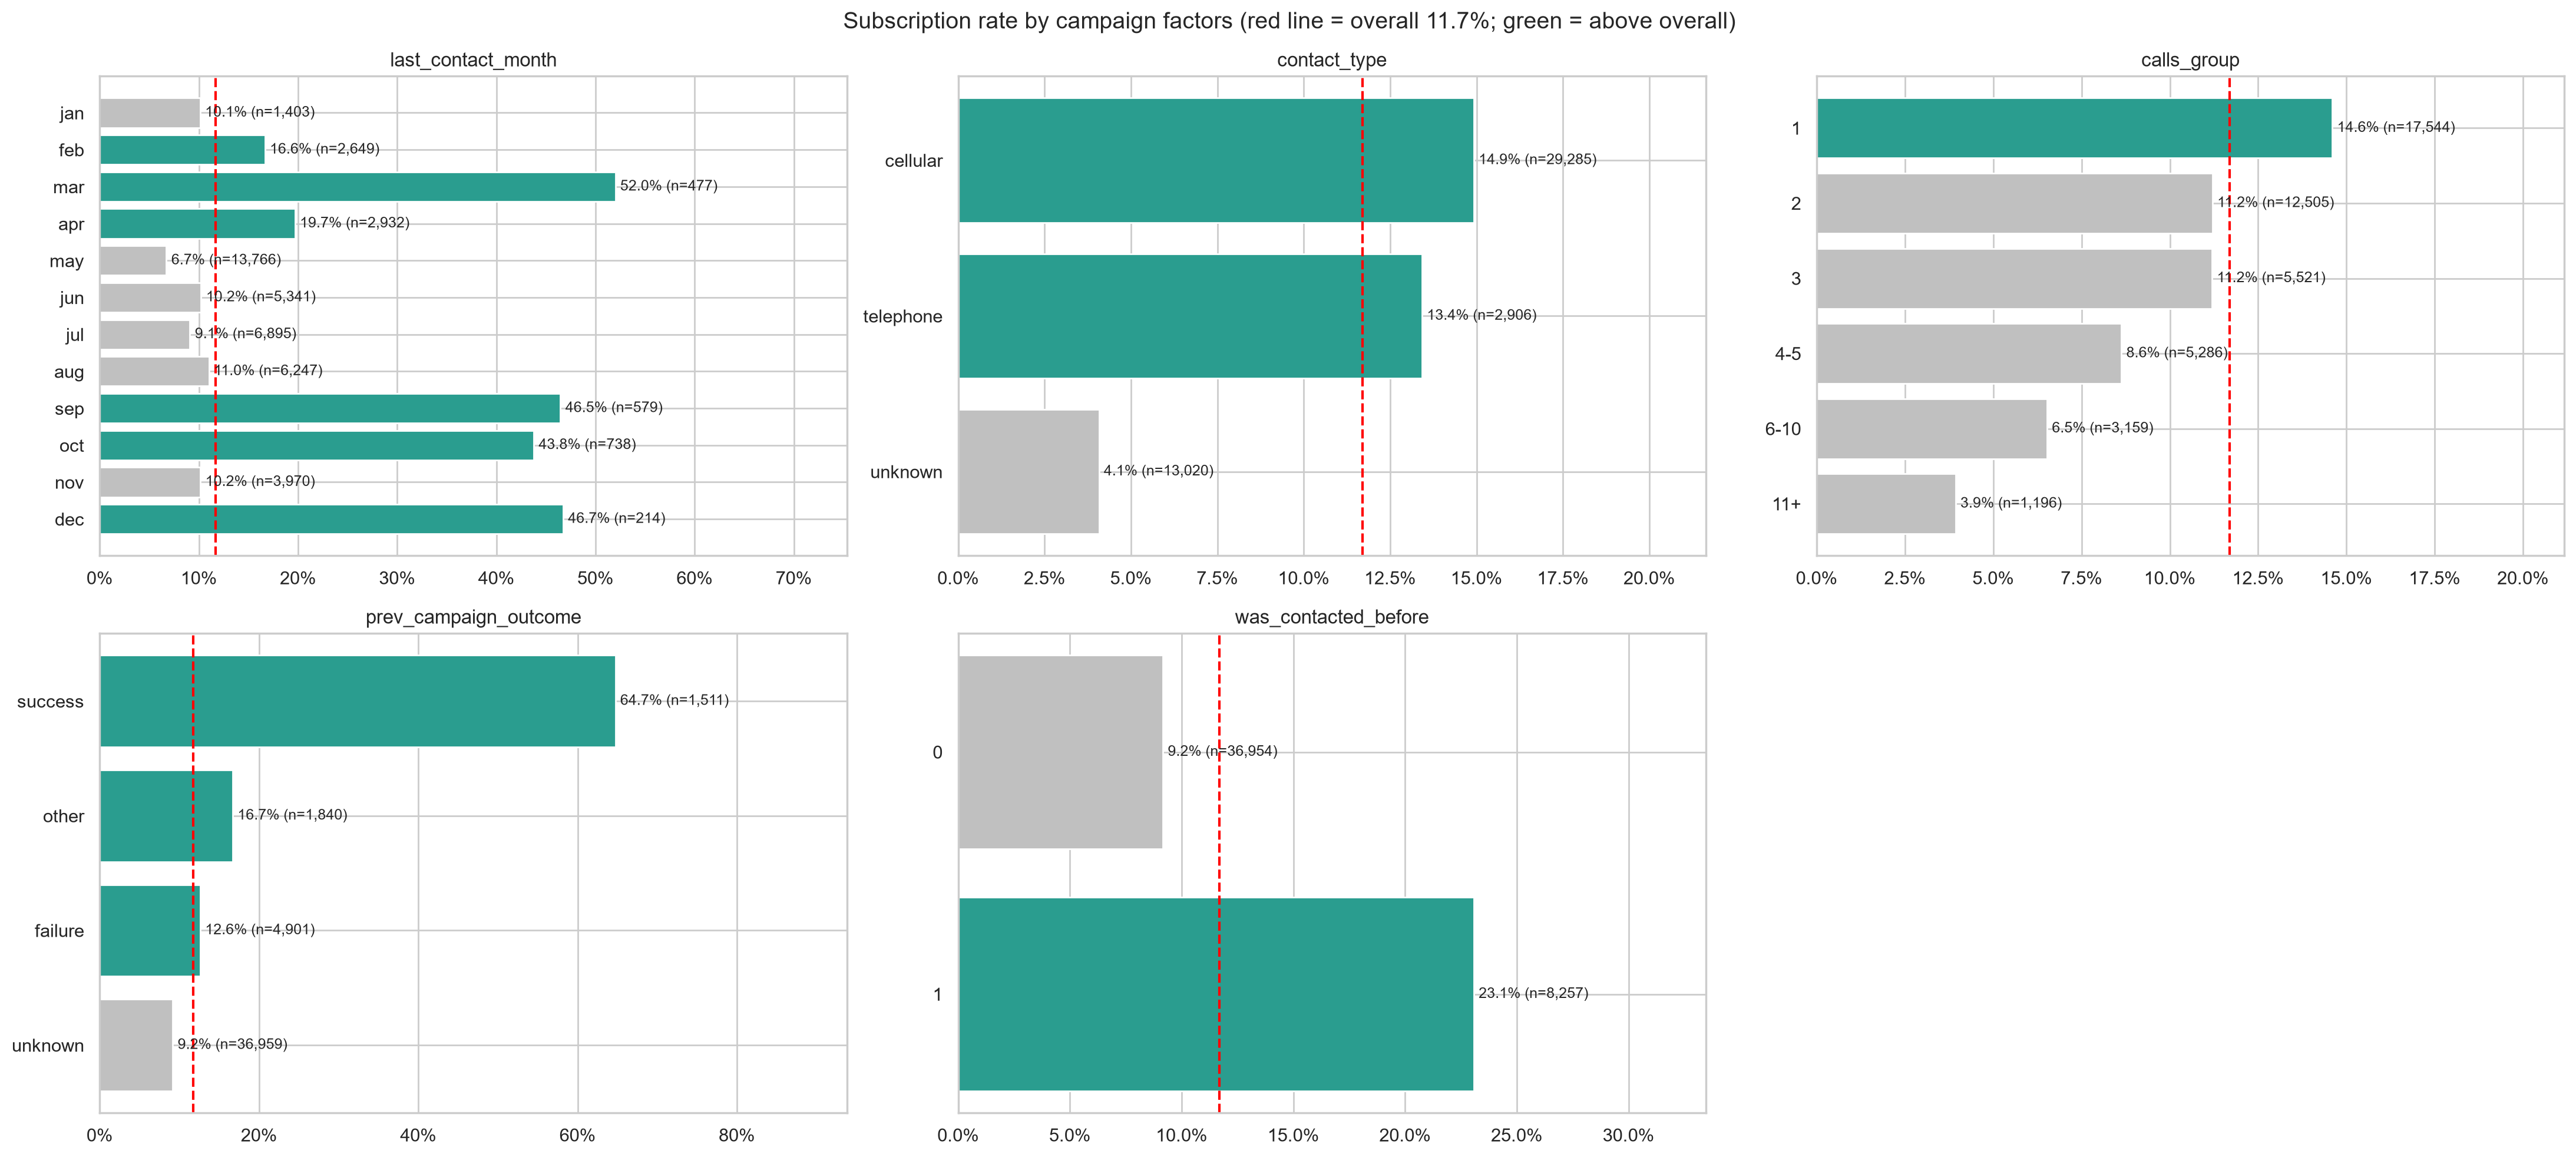 Subscription rate by campaign factors (red line = overall 11.7%; green = above overall)
last_contact_month
jan 10.1% (n=1,403)
feb 16.6% (n=2,649)
mar 52.0% (n=477)
apr 19.7% (n=2,932)
may 6.7% (n=13,766)
jun 10.2% (n=5,341)
jul 9.1% (n=6,895)
aug 11.0% (n=6,247)
sep 46.5% (n=579)
oct 43.8% (n=738)
nov 10.2% (n=3,970)
dec 46.7% (n=214)
0% 10% 20% 30% 40% 50% 60% 70%
contact_type
cellular 14.9% (n=29,285)
telephone 13.4% (n=2,906)
unknown 4.1% (n=13,020)
0.0% 2.5% 5.0% 7.5% 10.0% 12.5% 15.0% 17.5% 20.0%
calls_group
1 14.6% (n=17,544)
2 11.2% (n=12,505)
3 11.2% (n=5,521)
4-5 8.6% (n=5,286)
6-10 6.5% (n=3,159)
11+ 3.9% (n=1,196)
0.0% 2.5% 5.0% 7.5% 10.0% 12.5% 15.0% 17.5% 20.0%
prev_campaign_outcome
success 64.7% (n=1,511)
other 16.7% (n=1,840)
failure 12.6% (n=4,901)
unknown 9.2% (n=36,959)
0% 20% 40% 60% 80%
was_contacted_before
0 9.2% (n=36,954)
1 23.1% (n=8,257)
0.0% 5.0% 10.0% 15.0% 20.0% 25.0% 30.0%